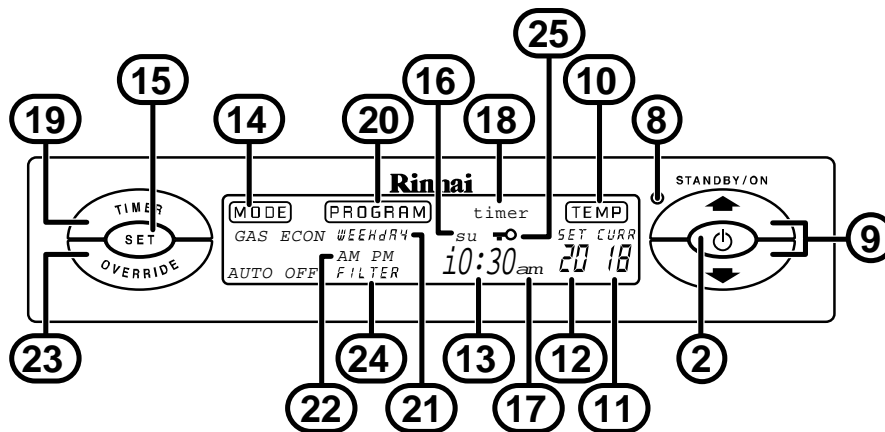 25
15
16
10
19
14
20
18
8
Rinnai
STANDBY/ON
TIMER
MODE PROGRAM timer TEMP
SET
GAS ECON WEEKdAY su SET CURR
9
OVERRIDE
AM PM
AUTO OFF FILTER 10:30am 20 18
23
24
13
12
2
22
21
17
11